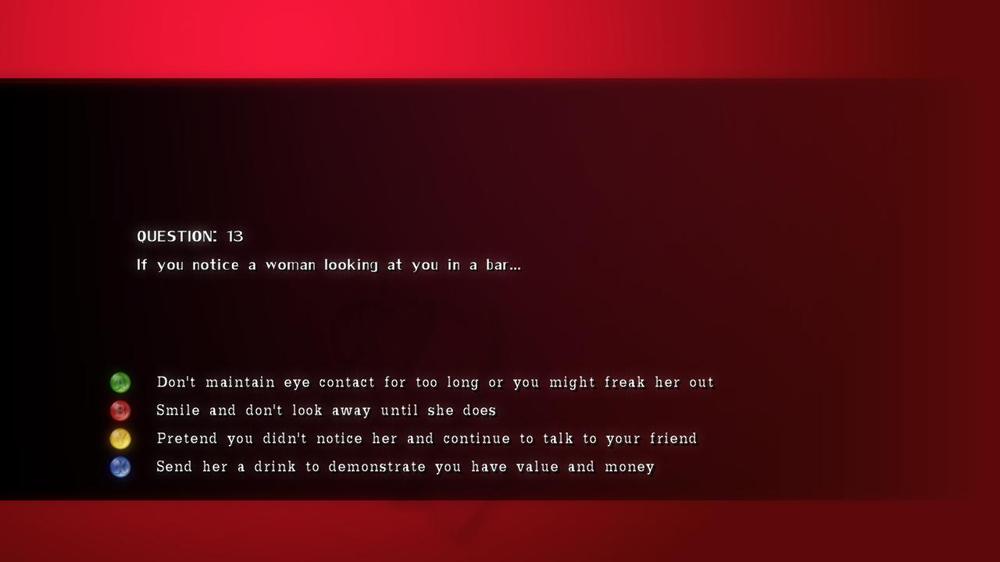 QUESTION: 13
If you notice a woman looking at you in a bar...
Don't maintain eye contact for too long or you might freak her out
Smile and don't look away until she does
Pretend you didn't notice her and continue to talk to your friend
Send her a drink to demonstrate you have value and money